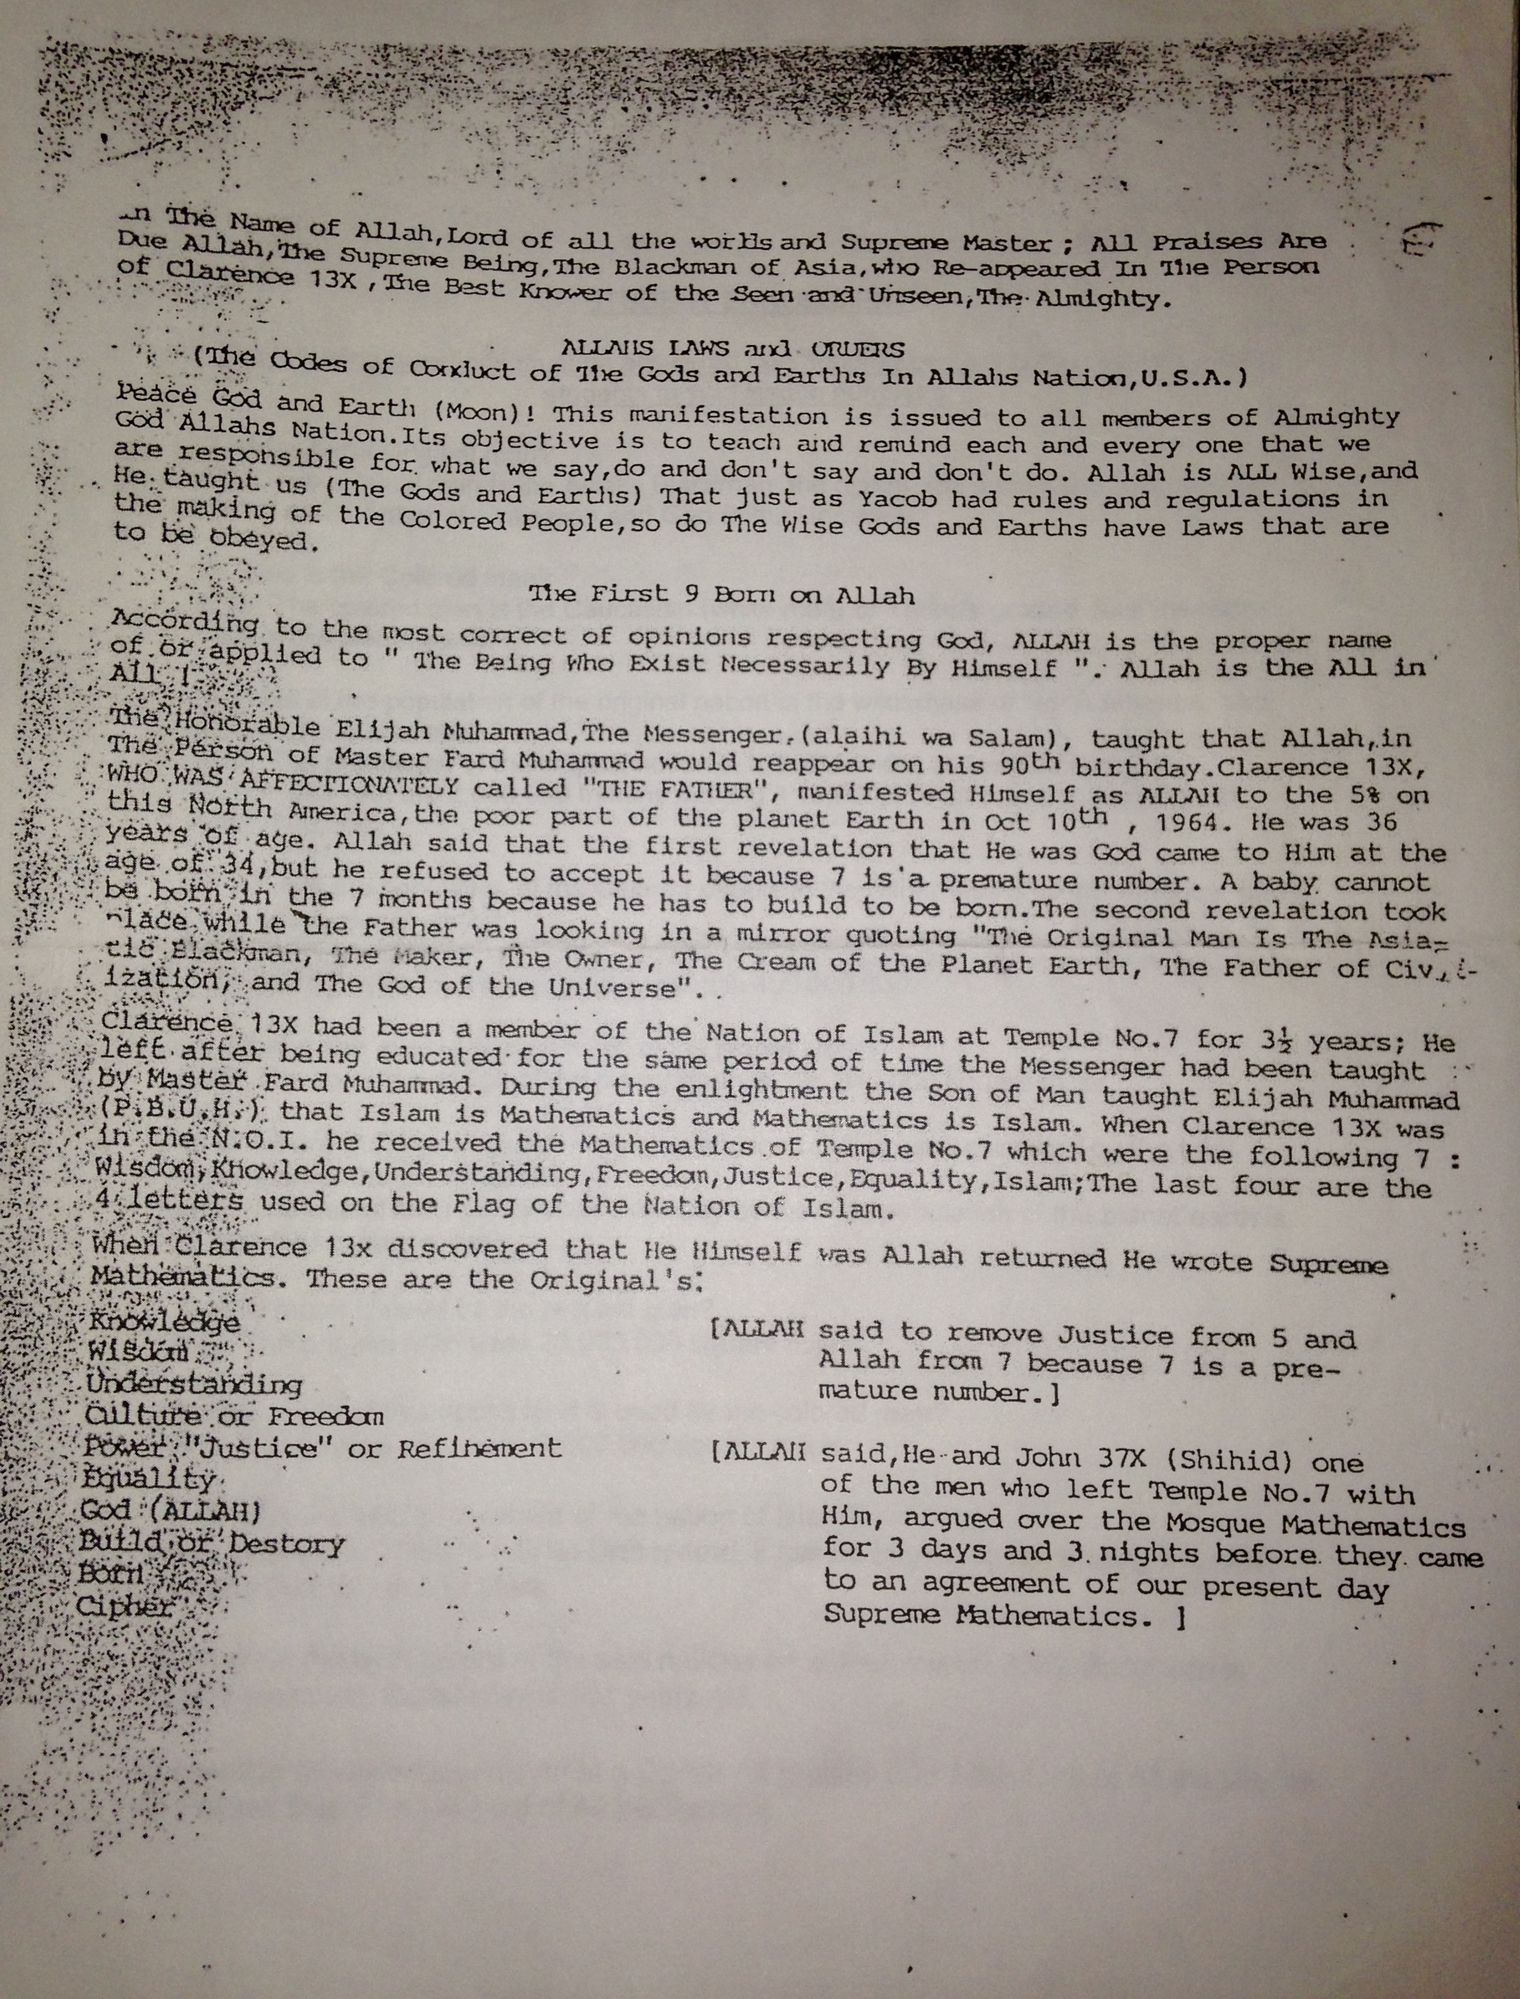 In The Name of Allah,Lord of all the worlds and Supreme Master ; All Praises Are
Due Allah,The Supreme Being,The Blackman of Asia,who Re-appeared In The Person
of Clarence 13X ,The Best Knower of the Seen and Unseen,The Almighty.
ALLAHS LAWS and ORDERS
(The Codes of Conduct of The Gods and Earths In Allahs Nation,U.S.A.)
Peace God and Earth (Moon)! This manifestation is issued to all members of Almighty
God Allahs Nation.Its objective is to teach and remind each and every one that we
are responsible for what we say,do and don't say and don't do. Allah is ALL Wise,and
He taught us (The Gods and Earths) That just as Yacob had rules and regulations in
the making of the Colored People,so do The Wise Gods and Earths have Laws that are
to be obeyed.
The First 9 Born on Allah
According to the most correct of opinions respecting God, ALLAH is the proper name
of or applied to " The Being Who Exist Necessarily By Himself ". Allah is the All in
All !
The Honorable Elijah Muhammad,The Messenger.(alaihi wa Salam), taught that Allah,in
The Person of Master Fard Muhammad would reappear on his 90th birthday.Clarence 13X,
WHO WAS AFFECTIONATELY called "THE FATHER", manifested Himself as ALLAH to the 5% on
this North America,the poor part of the planet Earth in Oct 10th , 1964. He was 36
years of age. Allah said that the first revelation that He was God came to Him at the
age of 34,but he refused to accept it because 7 is a premature number. A baby cannot
be born in the 7 months because he has to build to be born.The second revelation took
place while the Father was looking in a mirror quoting "The Original Man Is The Asia-
tic Blackman, The Maker, The Owner, The Cream of the Planet Earth, The Father of Civil-
ization, and The God of the Universe".
Clarence 13X had been a member of the Nation of Islam at Temple No.7 for 3½ years; He
left after being educated for the same period of time the Messenger had been taught
by Master Fard Muhammad. During the enlightment the Son of Man taught Elijah Muhammad
(P.B.U.H.) that Islam is Mathematics and Mathematics is Islam. When Clarence 13X was
in the N.O.I. he received the Mathematics of Temple No.7 which were the following 7 :
Wisdom,Knowledge,Understanding,Freedom,Justice,Equality,Islam;The last four are the
4 letters used on the Flag of the Nation of Islam.
When Clarence 13x discovered that He Himself was Allah returned He wrote Supreme
Mathematics. These are the Original's:
Knowledge
Wisdom
Understanding
Culture or Freedom
Power "Justice" or Refinement
Equality
God (ALLAH)
Build or Destory
Born
Cipher
[ALLAH said to remove Justice from 5 and
Allah from 7 because 7 is a pre-
mature number.]
[ALLAH said,He and John 37X (Shihid) one
of the men who left Temple No.7 with
Him, argued over the Mosque Mathematics
for 3 days and 3 nights before they came
to an agreement of our present day
Supreme Mathematics. ]